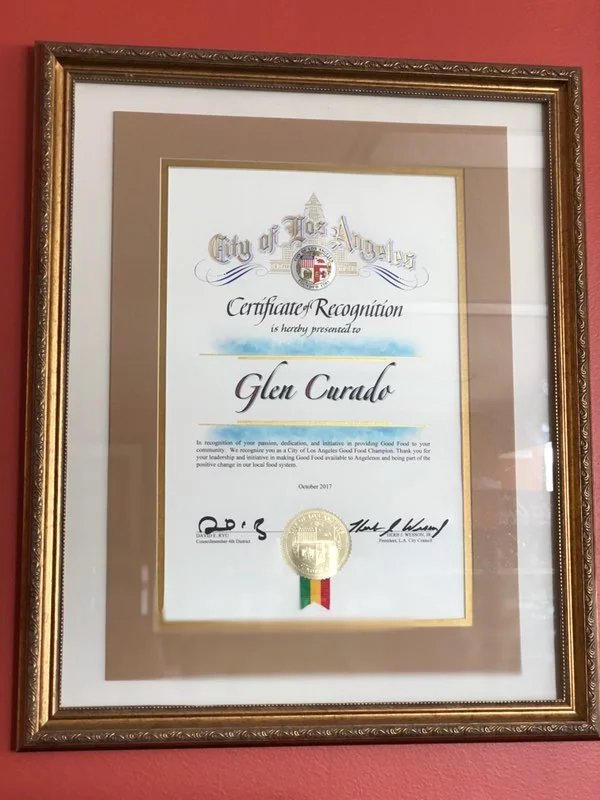 City of Los Angeles
Certificate of Recognition
is hereby presented to
Glen Curado
In recognition of your passion, dedication, and initiative in providing Good Food to your
community. We recognize you as a City of Los Angeles Good Food Champion. Thank you for
your leadership and initiative in making Good Food available to Angelenos and being part of the
positive change in our local food system.
October 2017
DAVID E. RYU
Councilmember 4th District
HERB J. WESSON, JR.
President, L.A. City Council